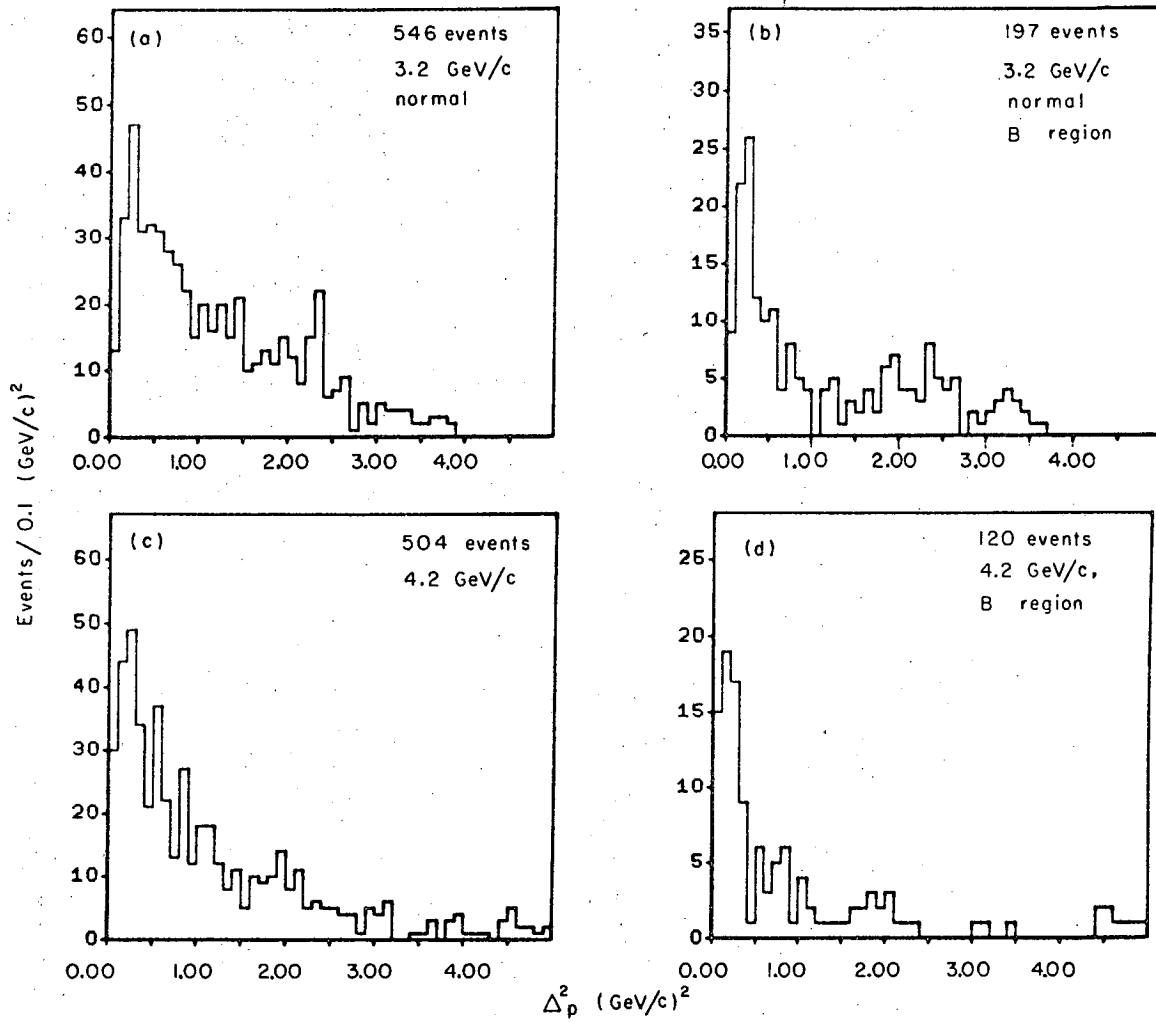 (a)
546 events
3.2 GeV/c
normal
60
50
40
30
20
10
0
0.00 1.00 2.00 3.00 4.00
(b)
197 events
3.2 GeV/c
normal
B region
35
30
25
20
15
10
5
0
0.00 1.00 2.00 3.00 4.00
Events/0.1 (GeV/c)²
(c)
504 events
4.2 GeV/c
60
50
40
30
20
10
0
0.00 1.00 2.00 3.00 4.00
(d)
120 events
4.2 GeV/c,
B region
25
20
15
10
5
0
0.00 1.00 2.00 3.00 4.00
Δ²p (GeV/c)²